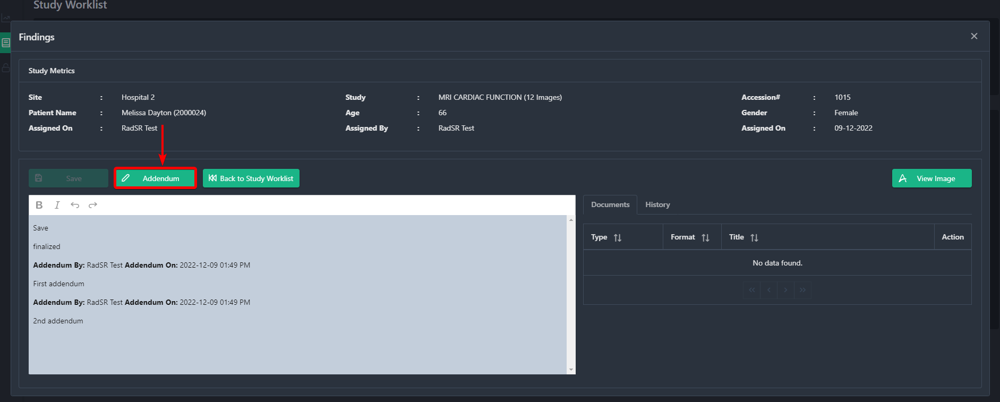 Study Worklist
Findings
Study Metrics
Site : Hospital 2 Study : MRI CARDIAC FUNCTION (12 Images) Accession# : 1015
Patient Name : Melissa Dayton (2000024) Age : 66 Gender : Female
Assigned On : RadSR Test Assigned By : RadSR Test Assigned On : 09-12-2022
Save Addendum Back to Study Worklist View Image
B I
Documents History
Type Format Title Action
No data found.
Save
finalized
Addendum By: RadSR Test Addendum On: 2022-12-09 01:49 PM
First addendum
Addendum By: RadSR Test Addendum On: 2022-12-09 01:49 PM
2nd addendum